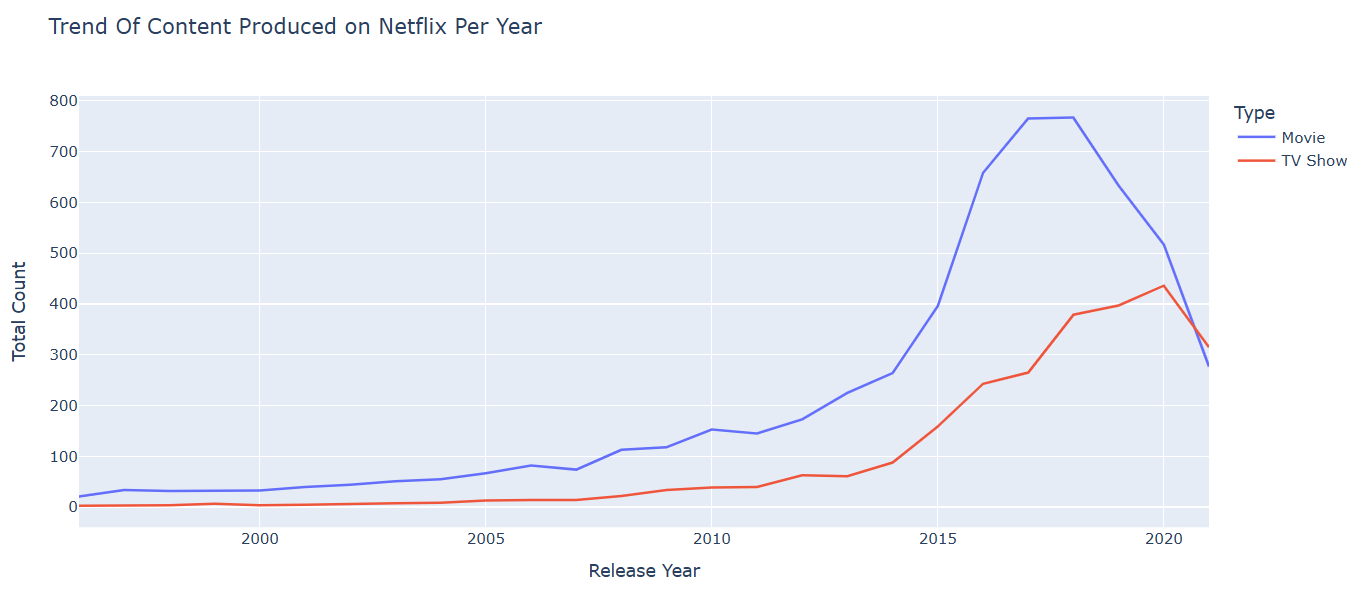 Trend Of Content Produced on Netflix Per Year
800
700
600
500
400
300
200
100
0
Total Count
2000
2005
2010
2015
2020
Release Year
Type
Movie
TV Show